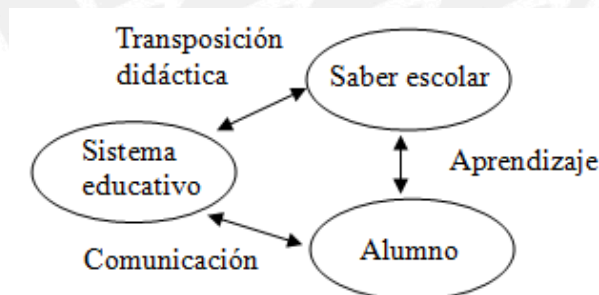 Transposición
didáctica
Saber escolar
Sistema
educativo
Aprendizaje
Comunicación
Alumno